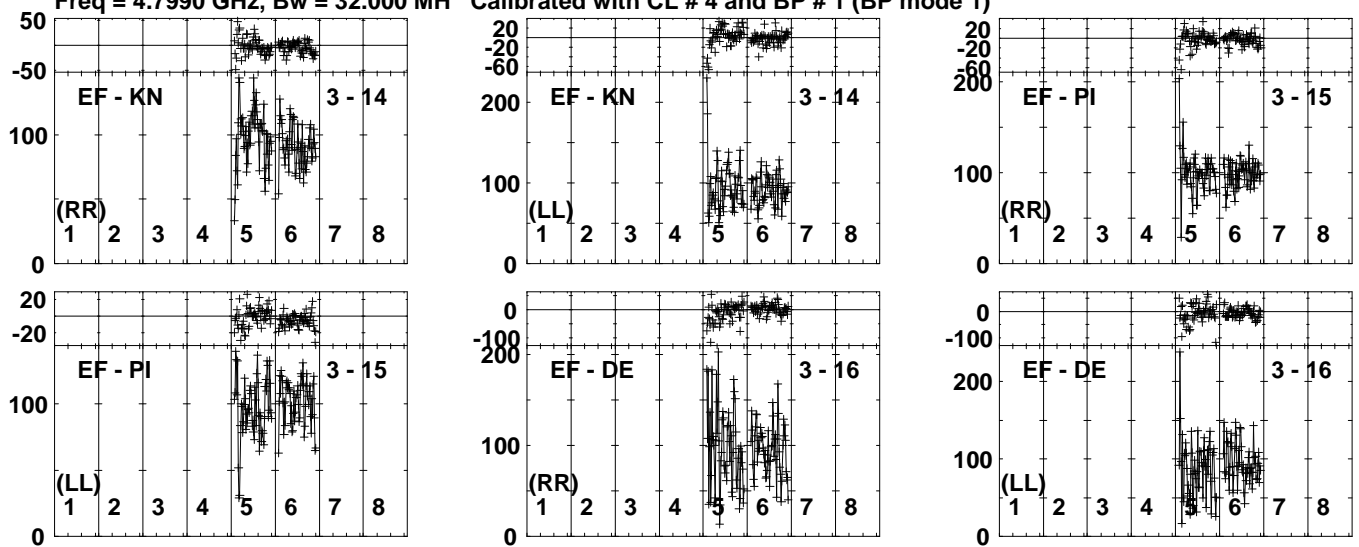 Freq = 4.7990 GHz, Bw = 32.000 MH Calibrated with CL # 4 and BP # 1 (BP mode 1)
50
-50
EF - KN 3 - 14
100
(RR)
1 2 3 4 5 6 7 8
0
20
-20
-60
EF - KN 3 - 14
200
100
(LL)
1 2 3 4 5 6 7 8
0
20
-20
-60
200
EF - PI 3 - 15
100
(RR)
1 2 3 4 5 6 7 8
0
20
-20
EF - PI 3 - 15
100
(LL)
1 2 3 4 5 6 7 8
0
0
-100
200
EF - DE 3 - 16
100
(RR)
1 2 3 4 5 6 7 8
0
0
-100
EF - DE 3 - 16
200
100
(LL)
1 2 3 4 5 6 7 8
0